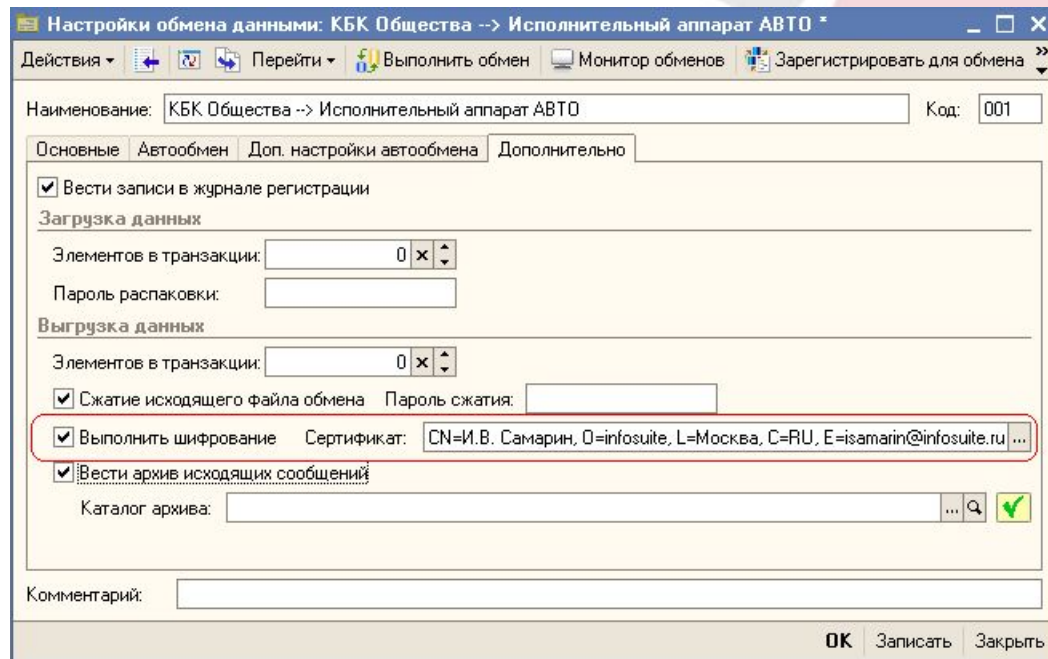 Настройки обмена данными: КБК Общества --> Исполнительный аппарат АВТО *
Действия Перейти Выполнить обмен Монитор обменов Зарегистрировать для обмена
Наименование: КБК Общества --> Исполнительный аппарат АВТО Код: 001
Основные Автообмен Доп. настройки автообмена Дополнительно
Вести записи в журнале регистрации
Загрузка данных
Элементов в транзакции: 0
Пароль распаковки:
Выгрузка данных
Элементов в транзакции: 0
Сжатие исходящего файла обмена Пароль сжатия:
Выполнить шифрование Сертификат: CN=И.В. Самарин, O=infosuite, L=Москва, C=RU, E=isamarin@infosuite.ru ...
Вести архив исходящих сообщений
Каталог архива: ...
Комментарий:
OK Записать Закрыть